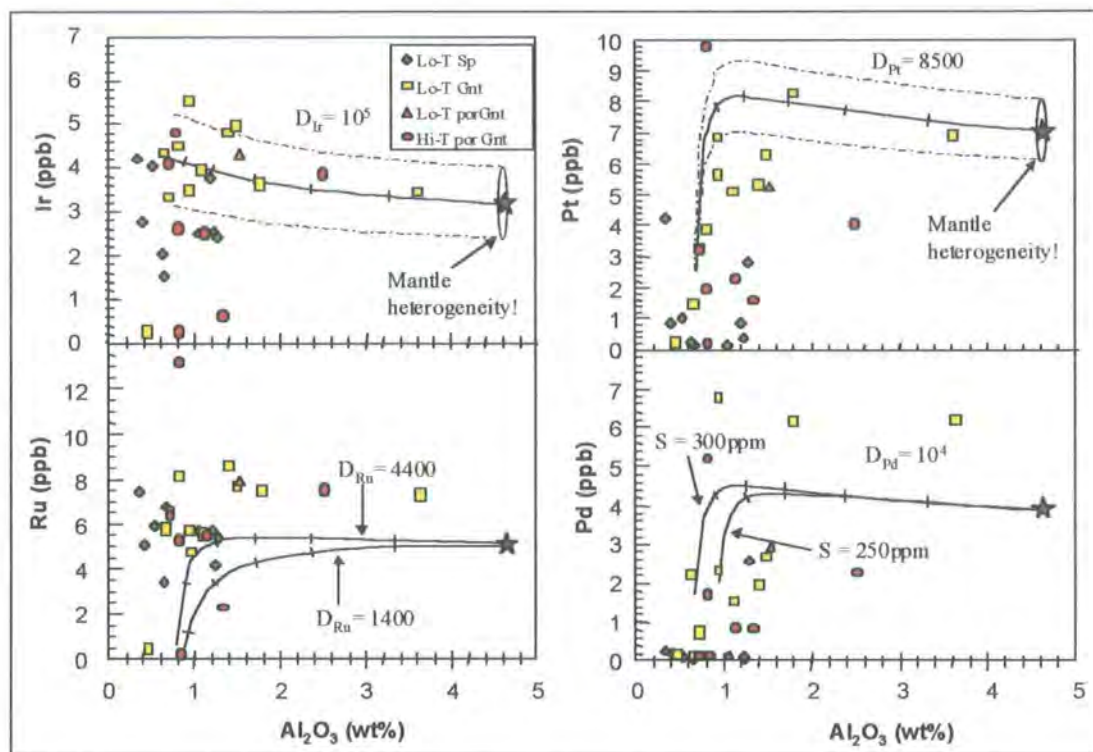 7
6
5
4
3
2
1
0
Ir (ppb)
Lo-T Sp
Lo-T Gnt
Lo-T porGnt
Hi-T por Gnt
D_Ir = 10^5
Mantle
heterogeneity!
10
9
8
7
6
5
4
3
2
1
0
Pt (ppb)
D_Pt = 8500
Mantle
heterogeneity!
12
10
8
6
4
2
0
Ru (ppb)
D_Ru = 4400
D_Ru = 1400
0 1 2 3 4 5
Al₂O₃ (wt%)
7
6
5
4
3
2
1
0
Pd (ppb)
S = 300ppm
D_Pd = 10^4
S = 250ppm
0 1 2 3 4 5
Al₂O₃ (wt%)